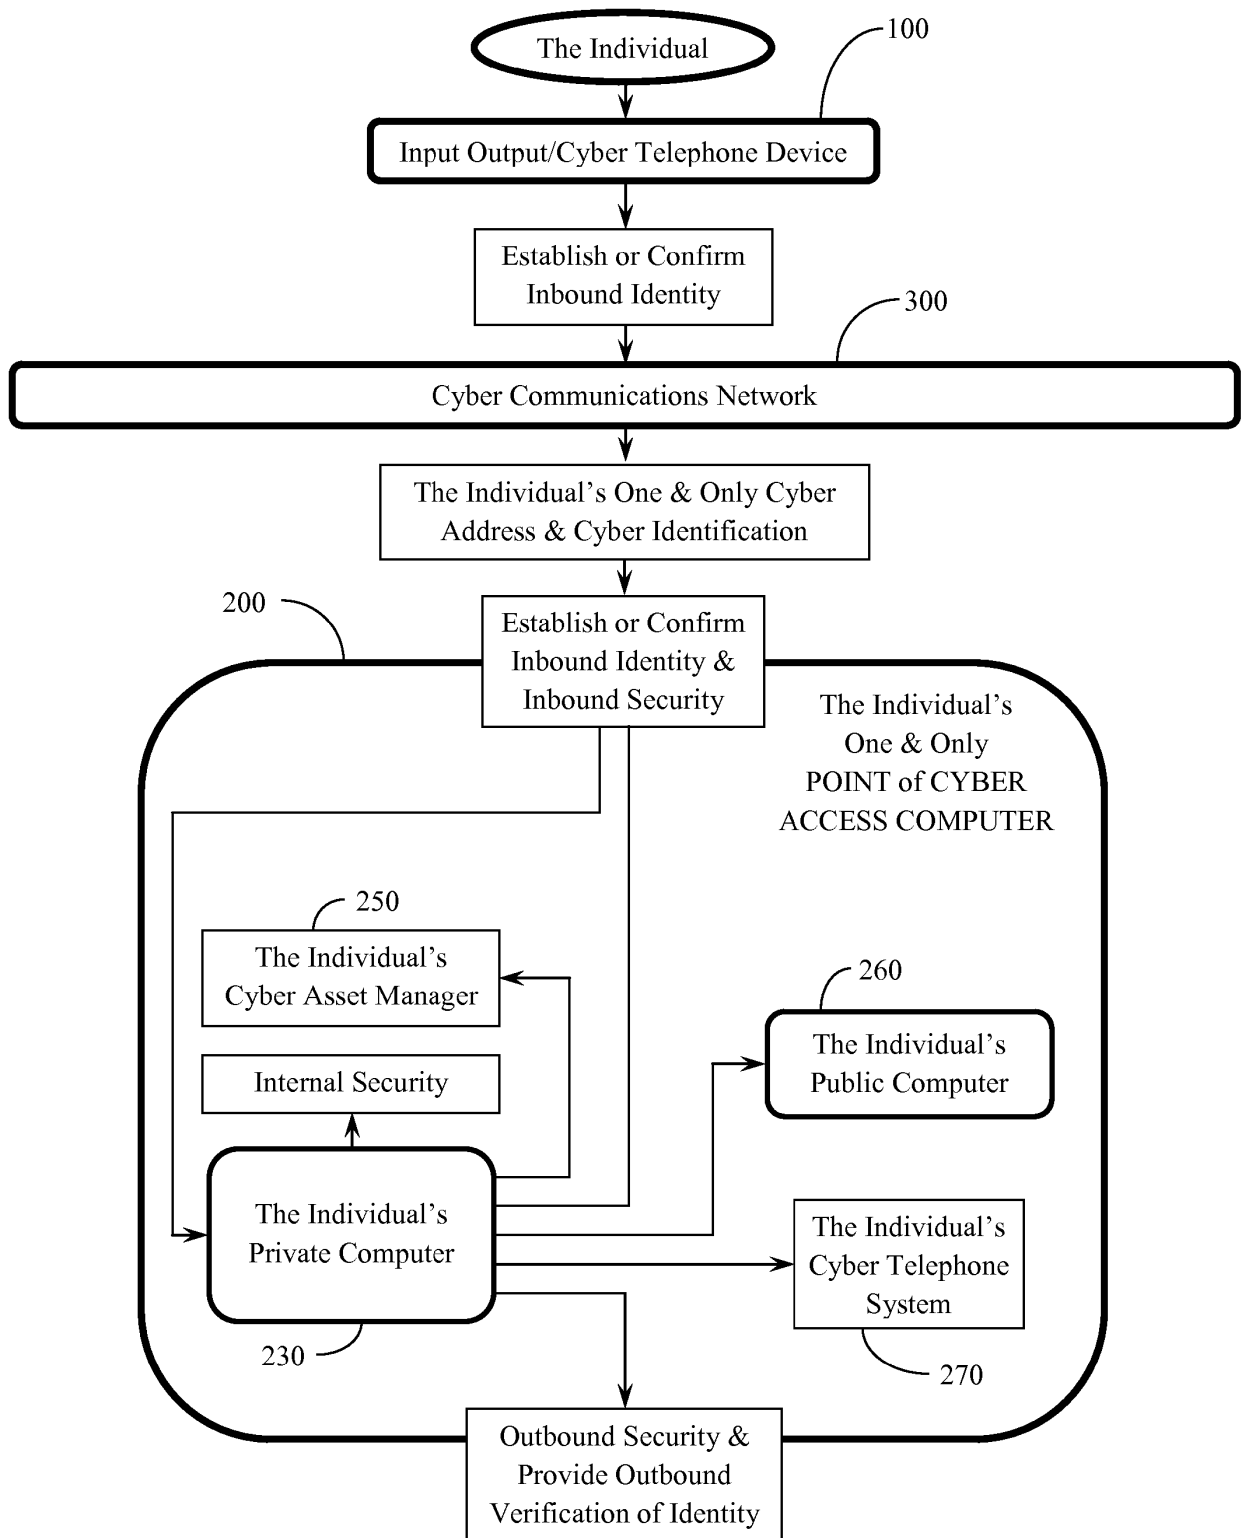 The Individual
100
Input Output/Cyber Telephone Device
Establish or Confirm
Inbound Identity
300
Cyber Communications Network
The Individual’s One & Only Cyber
Address & Cyber Identification
200
Establish or Confirm
Inbound Identity &
Inbound Security
The Individual’s
One & Only
POINT of CYBER
ACCESS COMPUTER
250
The Individual’s
Cyber Asset Manager
260
The Individual’s
Public Computer
Internal Security
The Individual’s
Private Computer
230
The Individual’s
Cyber Telephone
System
270
Outbound Security &
Provide Outbound
Verification of Identity